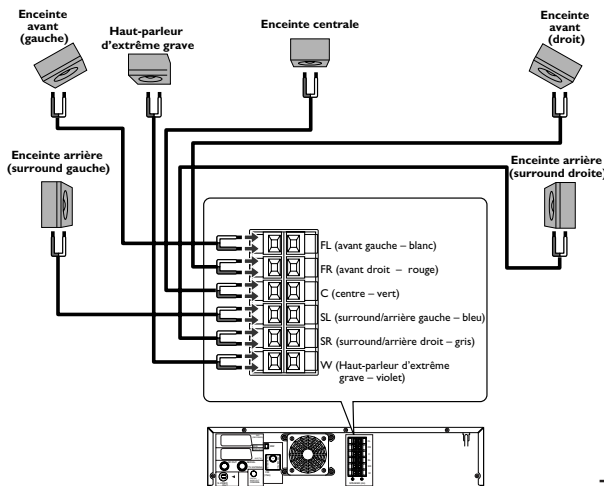 Enceinte
avant
(gauche)
Haut-parleur
d'extrême grave
Enceinte centrale
Enceinte
avant
(droit)
Enceinte arrière
(surround gauche)
Enceinte arrière
(surround droite)
FL (avant gauche – blanc)
FR (avant droit – rouge)
C (centre – vert)
SL (surround/arrière gauche – bleu)
SR (surround/arrière droit – gris)
W (Haut-parleur d'extrême
grave – violet)